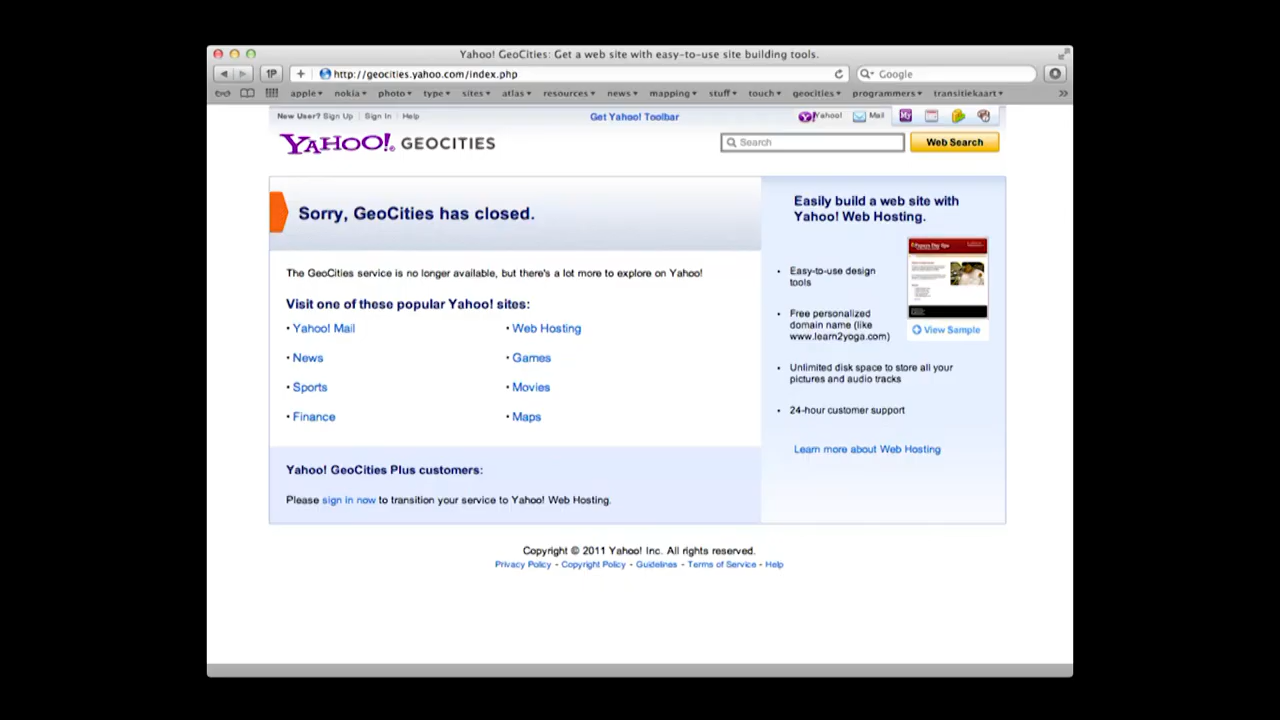 Yahoo! GeoCities: Get a web site with easy-to-use site building tools.
1P + http://geocities.yahoo.com/index.php Google
apple nokia photo type sites atlas resources news mapping stuff touch geocities programmers transitiekaart
New User? Sign Up Sign In Help Get Yahoo! Toolbar Yahoo! Mail
YAHOO! GEOCITIES Search Web Search
Sorry, GeoCities has closed.
The GeoCities service is no longer available, but there's a lot more to explore on Yahoo!
Visit one of these popular Yahoo! sites:
• Yahoo! Mail • Web Hosting
• News • Games
• Sports • Movies
• Finance • Maps
Yahoo! GeoCities Plus customers:
Please sign in now to transition your service to Yahoo! Web Hosting.
Easily build a web site with
Yahoo! Web Hosting.
• Easy-to-use design
tools
• Free personalized
domain name (like
www.learn2yoga.com)
View Sample
• Unlimited disk space to store all your
pictures and audio tracks
• 24-hour customer support
Learn more about Web Hosting
Copyright © 2011 Yahoo! Inc. All rights reserved.
Privacy Policy - Copyright Policy - Guidelines - Terms of Service - Help